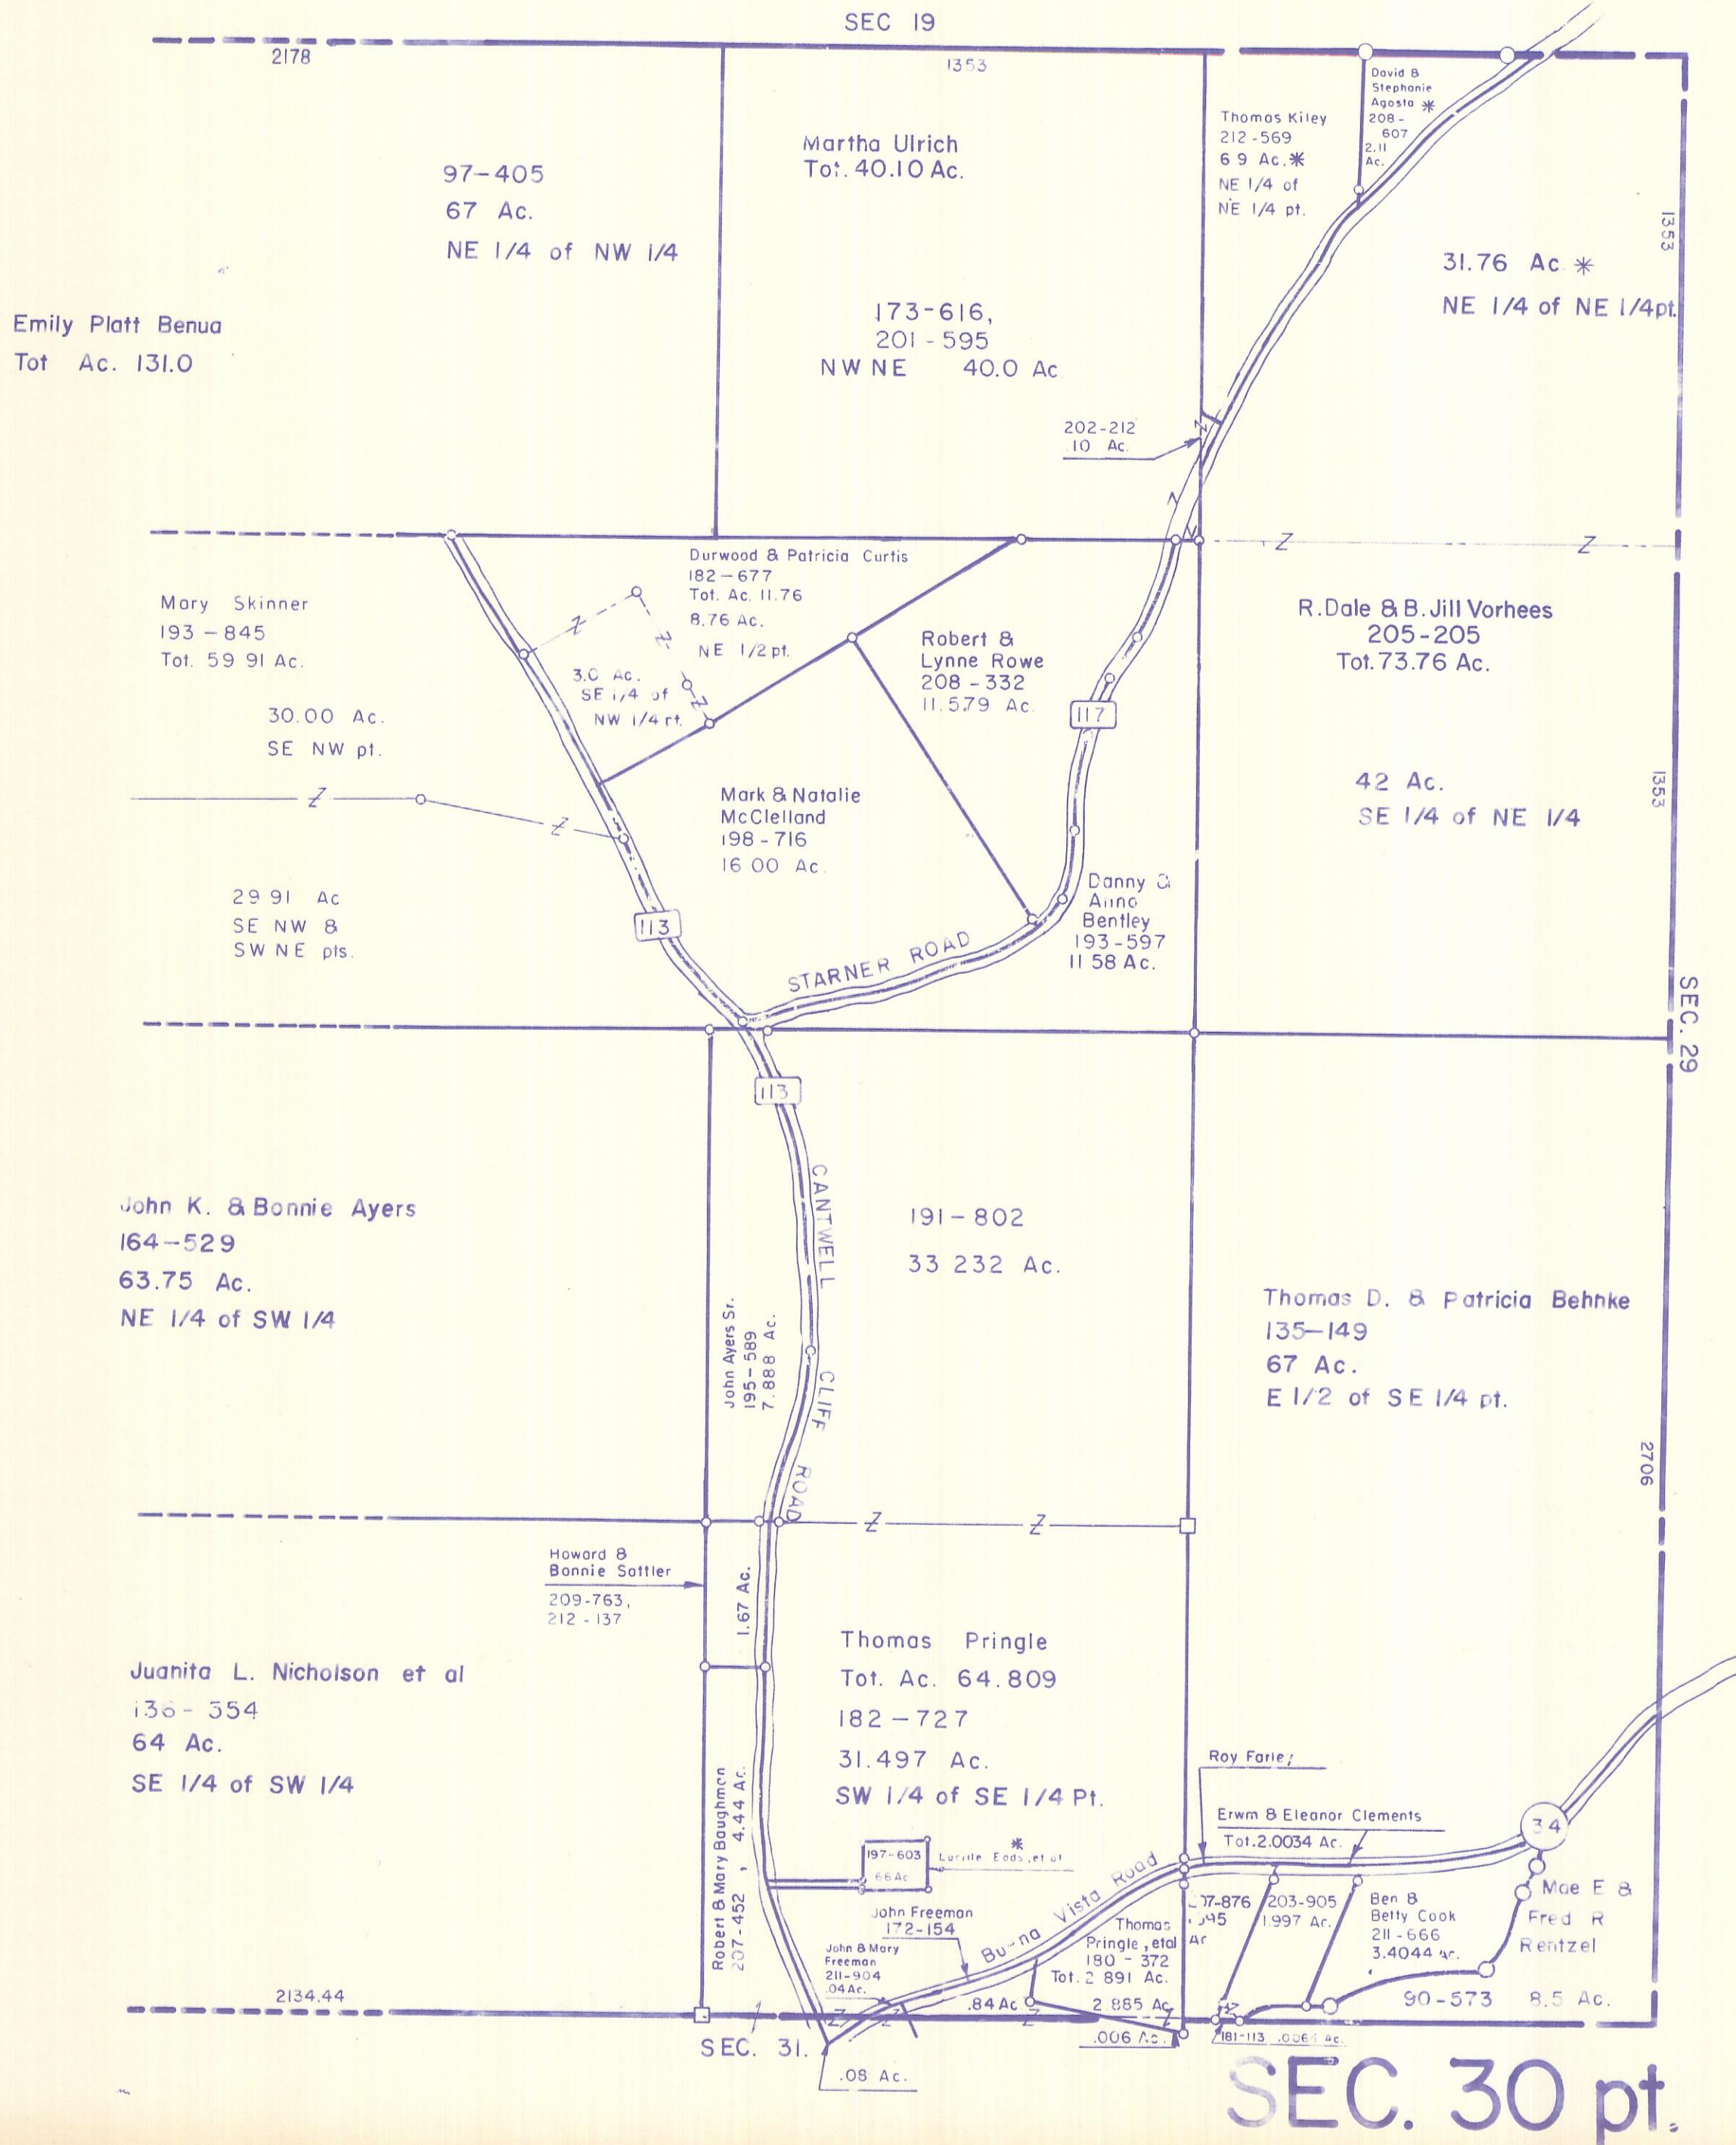 SEC 19
2178
1353
Martha Ulrich
Tot. 40.10 Ac.
97-405
67 Ac.
NE 1/4 of NW 1/4
Emily Platt Benua
Tot Ac. 131.0
173-616,
201-595
NW NE 40.0 Ac
202-212
.10 Ac.
Thomas Kiley
212-569
6 9 Ac.*
NE 1/4 of
NE 1/4 pt.
David &
Stephanie
Agosta *
208-
607
2.11
Ac.
31.76 Ac *
NE 1/4 of NE 1/4pt.
1353
Mary Skinner
193-845
Tot. 59 91 Ac.
30.00 Ac.
SE NW pt.
29 91 Ac
SE NW &
SW NE pts.
Durwood & Patricia Curtis
182-677
Tot. Ac. 11.76
8.76 Ac.
NE 1/2 pt.
3.0 Ac.
SE 1/4 of
NW 1/4 pt.
Robert &
Lynne Rowe
208-332
11.579 Ac.
117
Mark & Natalie
McClelland
198-716
16 00 Ac.
Danny &
Anna
Bentley
193-597
11 58 Ac.
113
STARNER ROAD
R. Dale & B. Jill Vorhees
205-205
Tot. 73.76 Ac.
42 Ac.
SE 1/4 of NE 1/4
1353
SEC. 29
113
CANTWELL CLIFF ROAD
John K. & Bonnie Ayers
164-529
63.75 Ac.
NE 1/4 of SW 1/4
John Ayers Sr.
195-589
7.888 Ac.
191-802
33 232 Ac.
Thomas D. & Patricia Behnke
135-149
67 Ac.
E 1/2 of SE 1/4 pt.
2706
Howard &
Bonnie Sattler
209-763,
212-137
1.67 Ac.
Juanita L. Nicholson et al
64 Ac.
SE 1/4 of SW 1/4
Robert & Mary Baughman
207-452 , 4.44 Ac.
Thomas Pringle
Tot. Ac. 64.809
182-727
31.497 Ac.
SW 1/4 of SE 1/4 Pt.
197-603
66 Ac
*
Lucille Eads, et al
John Freeman
172-154
John & Mary
Freeman
211-904
.04 Ac.
Vista Road
Thomas
Pringle, etal
180-372
Tot. 2 891 Ac.
.84 Ac
2.885 Ac.
.006 Ac.
Roy
Erwin & Eleanor Clements
Tot. 2.0034 Ac.
Ac
203-905
1.997 Ac.
Ben &
Betty Cook
211-666
3.4044 Ac.
34
Mae E &
Fred R
Rentzel
90-573 8.5 Ac.
181-113 .0064 Ac.
2134.44
SEC. 31.
.08 Ac.
SEC. 30 pt.